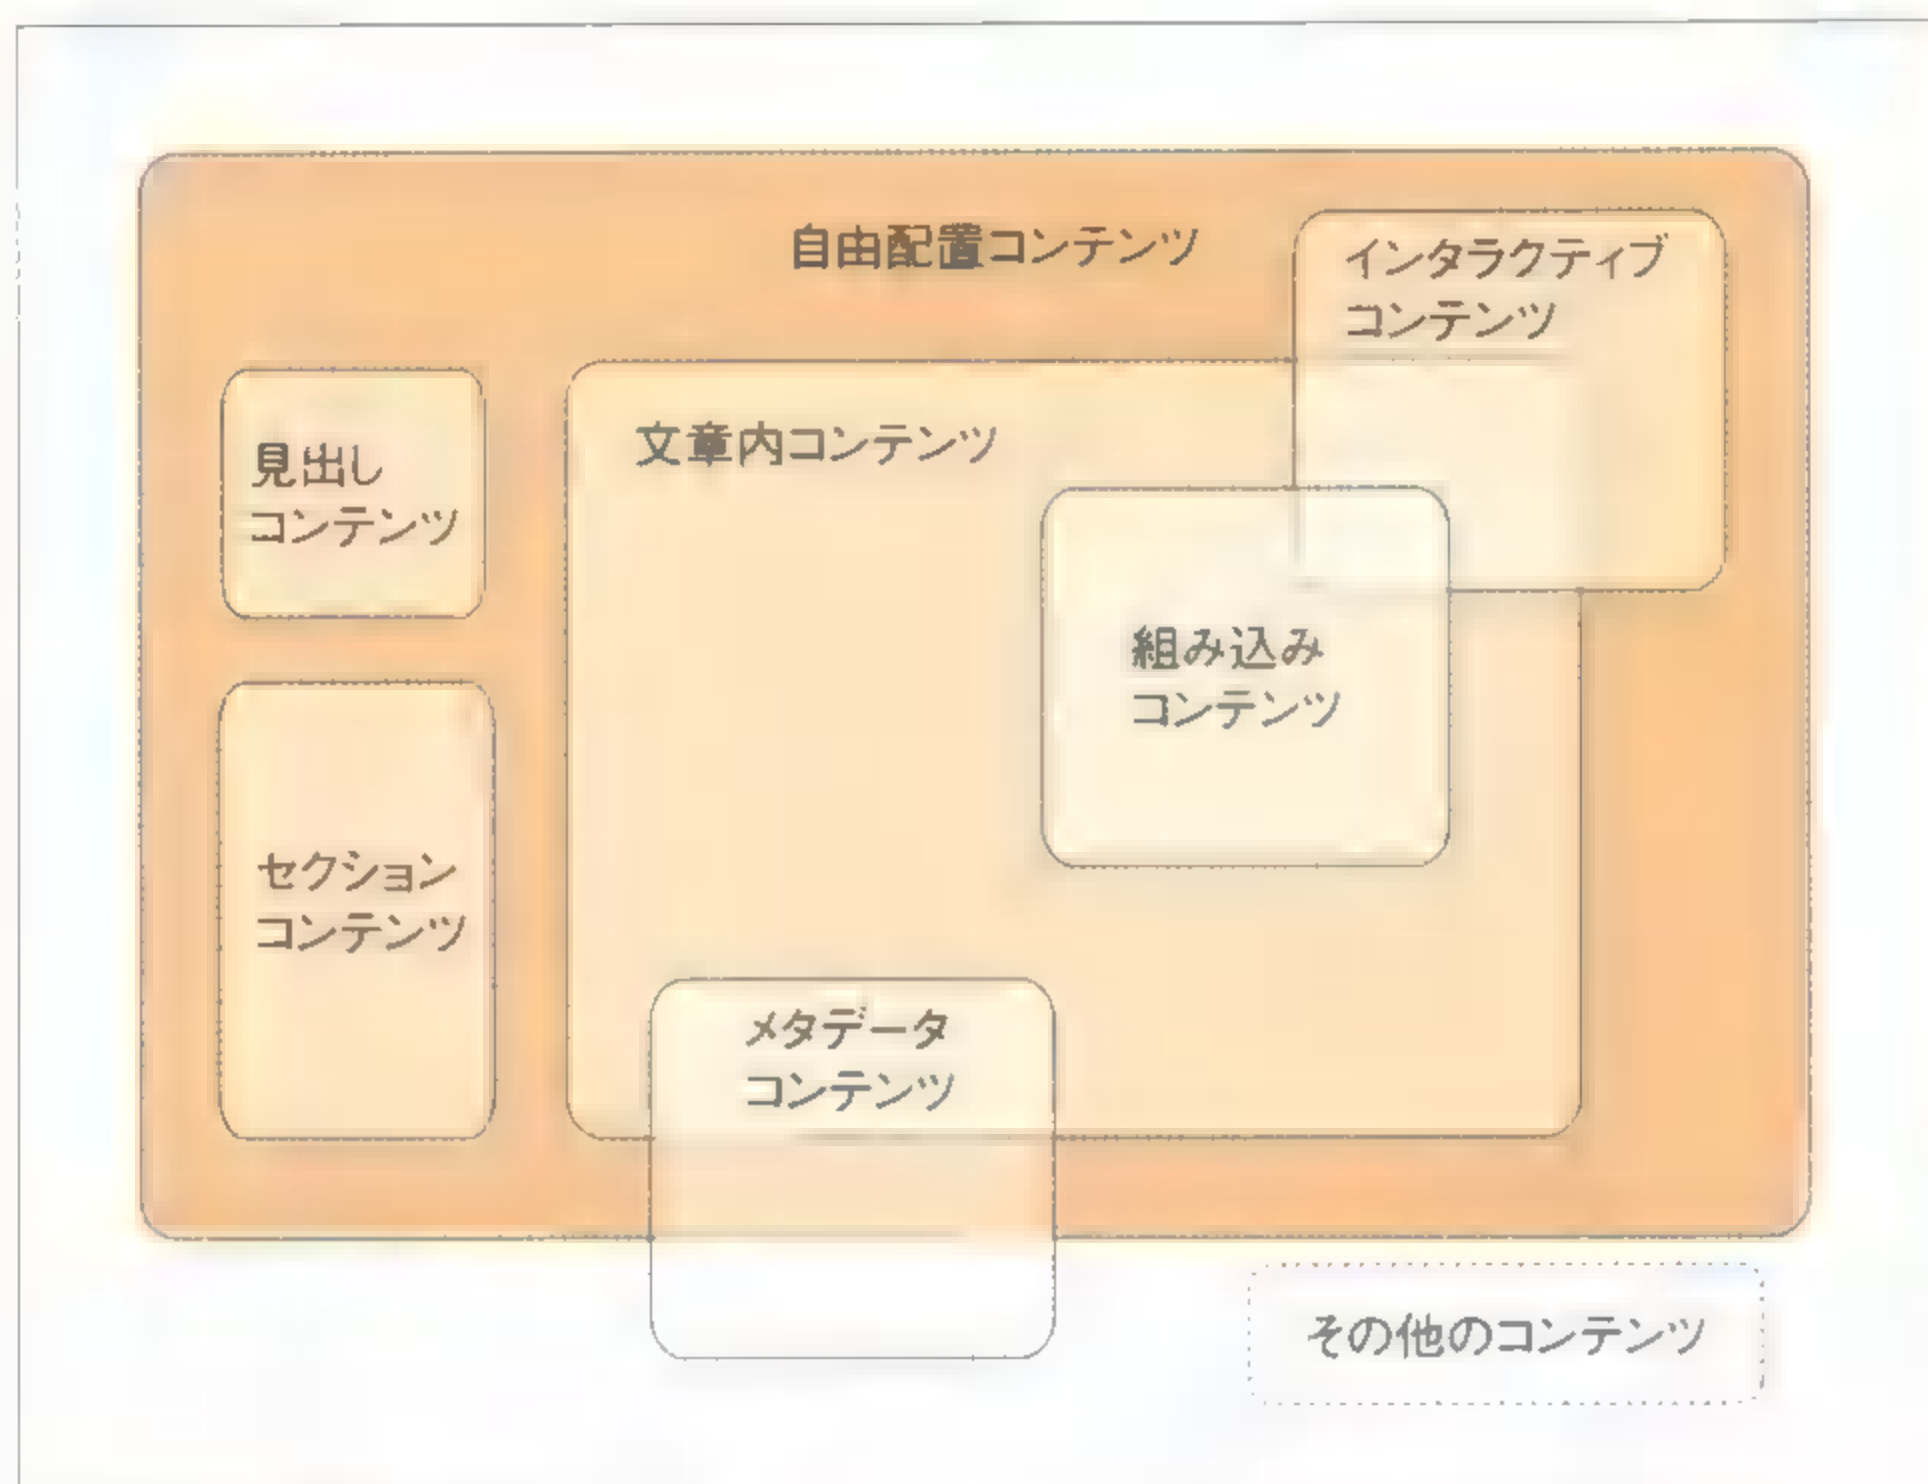 自由配置コンテンツ
インタラクティブ
コンテンツ
見出し
コンテンツ
文章内コンテンツ
組み込み
コンテンツ
セクション
コンテンツ
メタデータ
コンテンツ
その他のコンテンツ